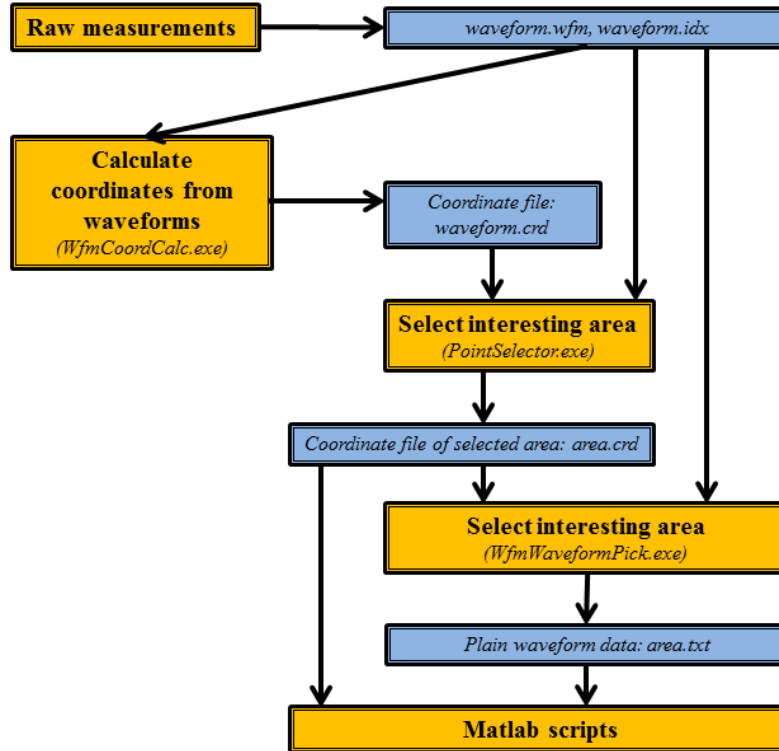 Raw measurements
waveform.wfm, waveform.idx
Calculate
coordinates from
waveforms
(WfmCoordCalc.exe)
Coordinate file:
waveform.crd
Select interesting area
(PointSelector.exe)
Coordinate file of selected area: area.crd
Select interesting area
(WfmWaveformPick.exe)
Plain waveform data: area.txt
Matlab scripts